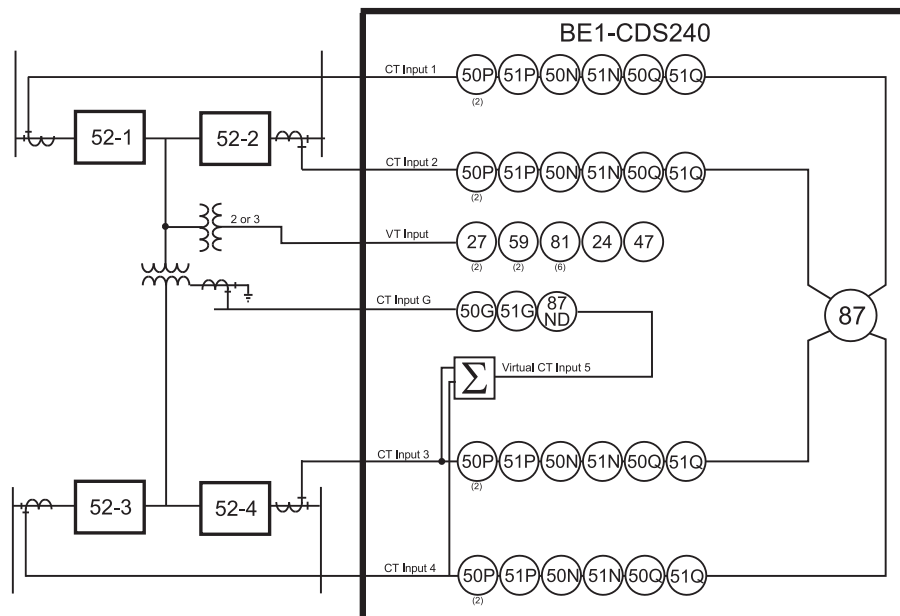 BE1-CDS240
CT Input 1
50P 51P 50N 51N 50Q 51Q
(2)
52-1
52-2
CT Input 2
50P 51P 50N 51N 50Q 51Q
(2)
2 or 3
VT Input
27 59 81 24 47
(2) (2) (6)
CT Input G
50G 51G 87 ND
87
Σ
Virtual CT Input 5
CT Input 3
50P 51P 50N 51N 50Q 51Q
(2)
52-3
52-4
CT Input 4
50P 51P 50N 51N 50Q 51Q
(2)